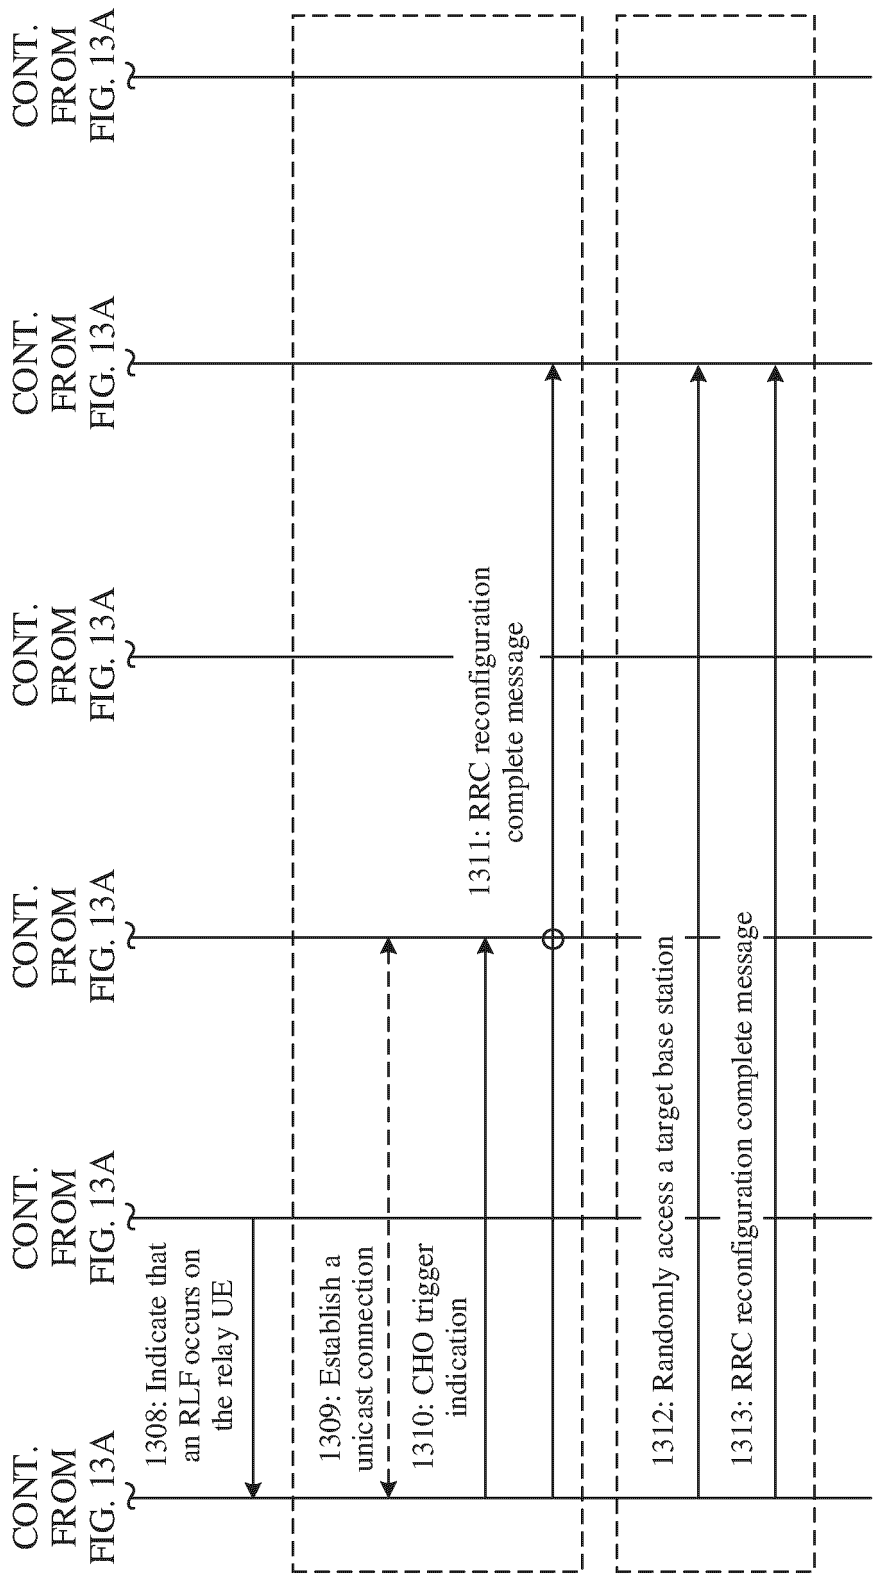 CONT.
FROM
FIG. 13A
CONT.
FROM
FIG. 13A
CONT.
FROM
FIG. 13A
CONT.
FROM
FIG. 13A
CONT.
FROM
FIG. 13A
CONT.
FROM
FIG. 13A
1308: Indicate that
an RLF occurs on
the relay UE
1309: Establish a
unicast connection
1310: CHO trigger
indication
1311: RRC reconfiguration
complete message
1312: Randomly access a target base station
1313: RRC reconfiguration complete message